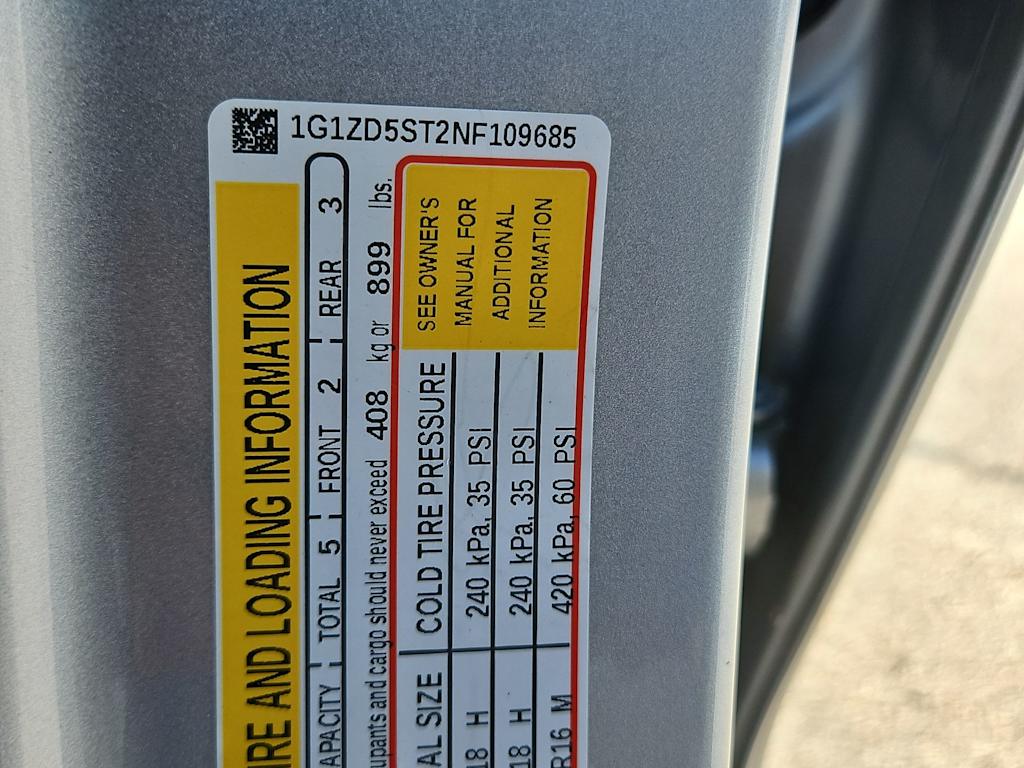 1G1ZD5ST2NF109685
IRE AND LOADING INFORMATION
APACITY TOTAL 5 FRONT 2 REAR 3
upants and cargo should never exceed 408 kg or 899 lbs.
AL SIZE COLD TIRE PRESSURE
18 H 240 kPa, 35 PSI
18 H 240 kPa, 35 PSI
R16 M 420 kPa, 60 PSI
SEE OWNER'S
MANUAL FOR
ADDITIONAL
INFORMATION